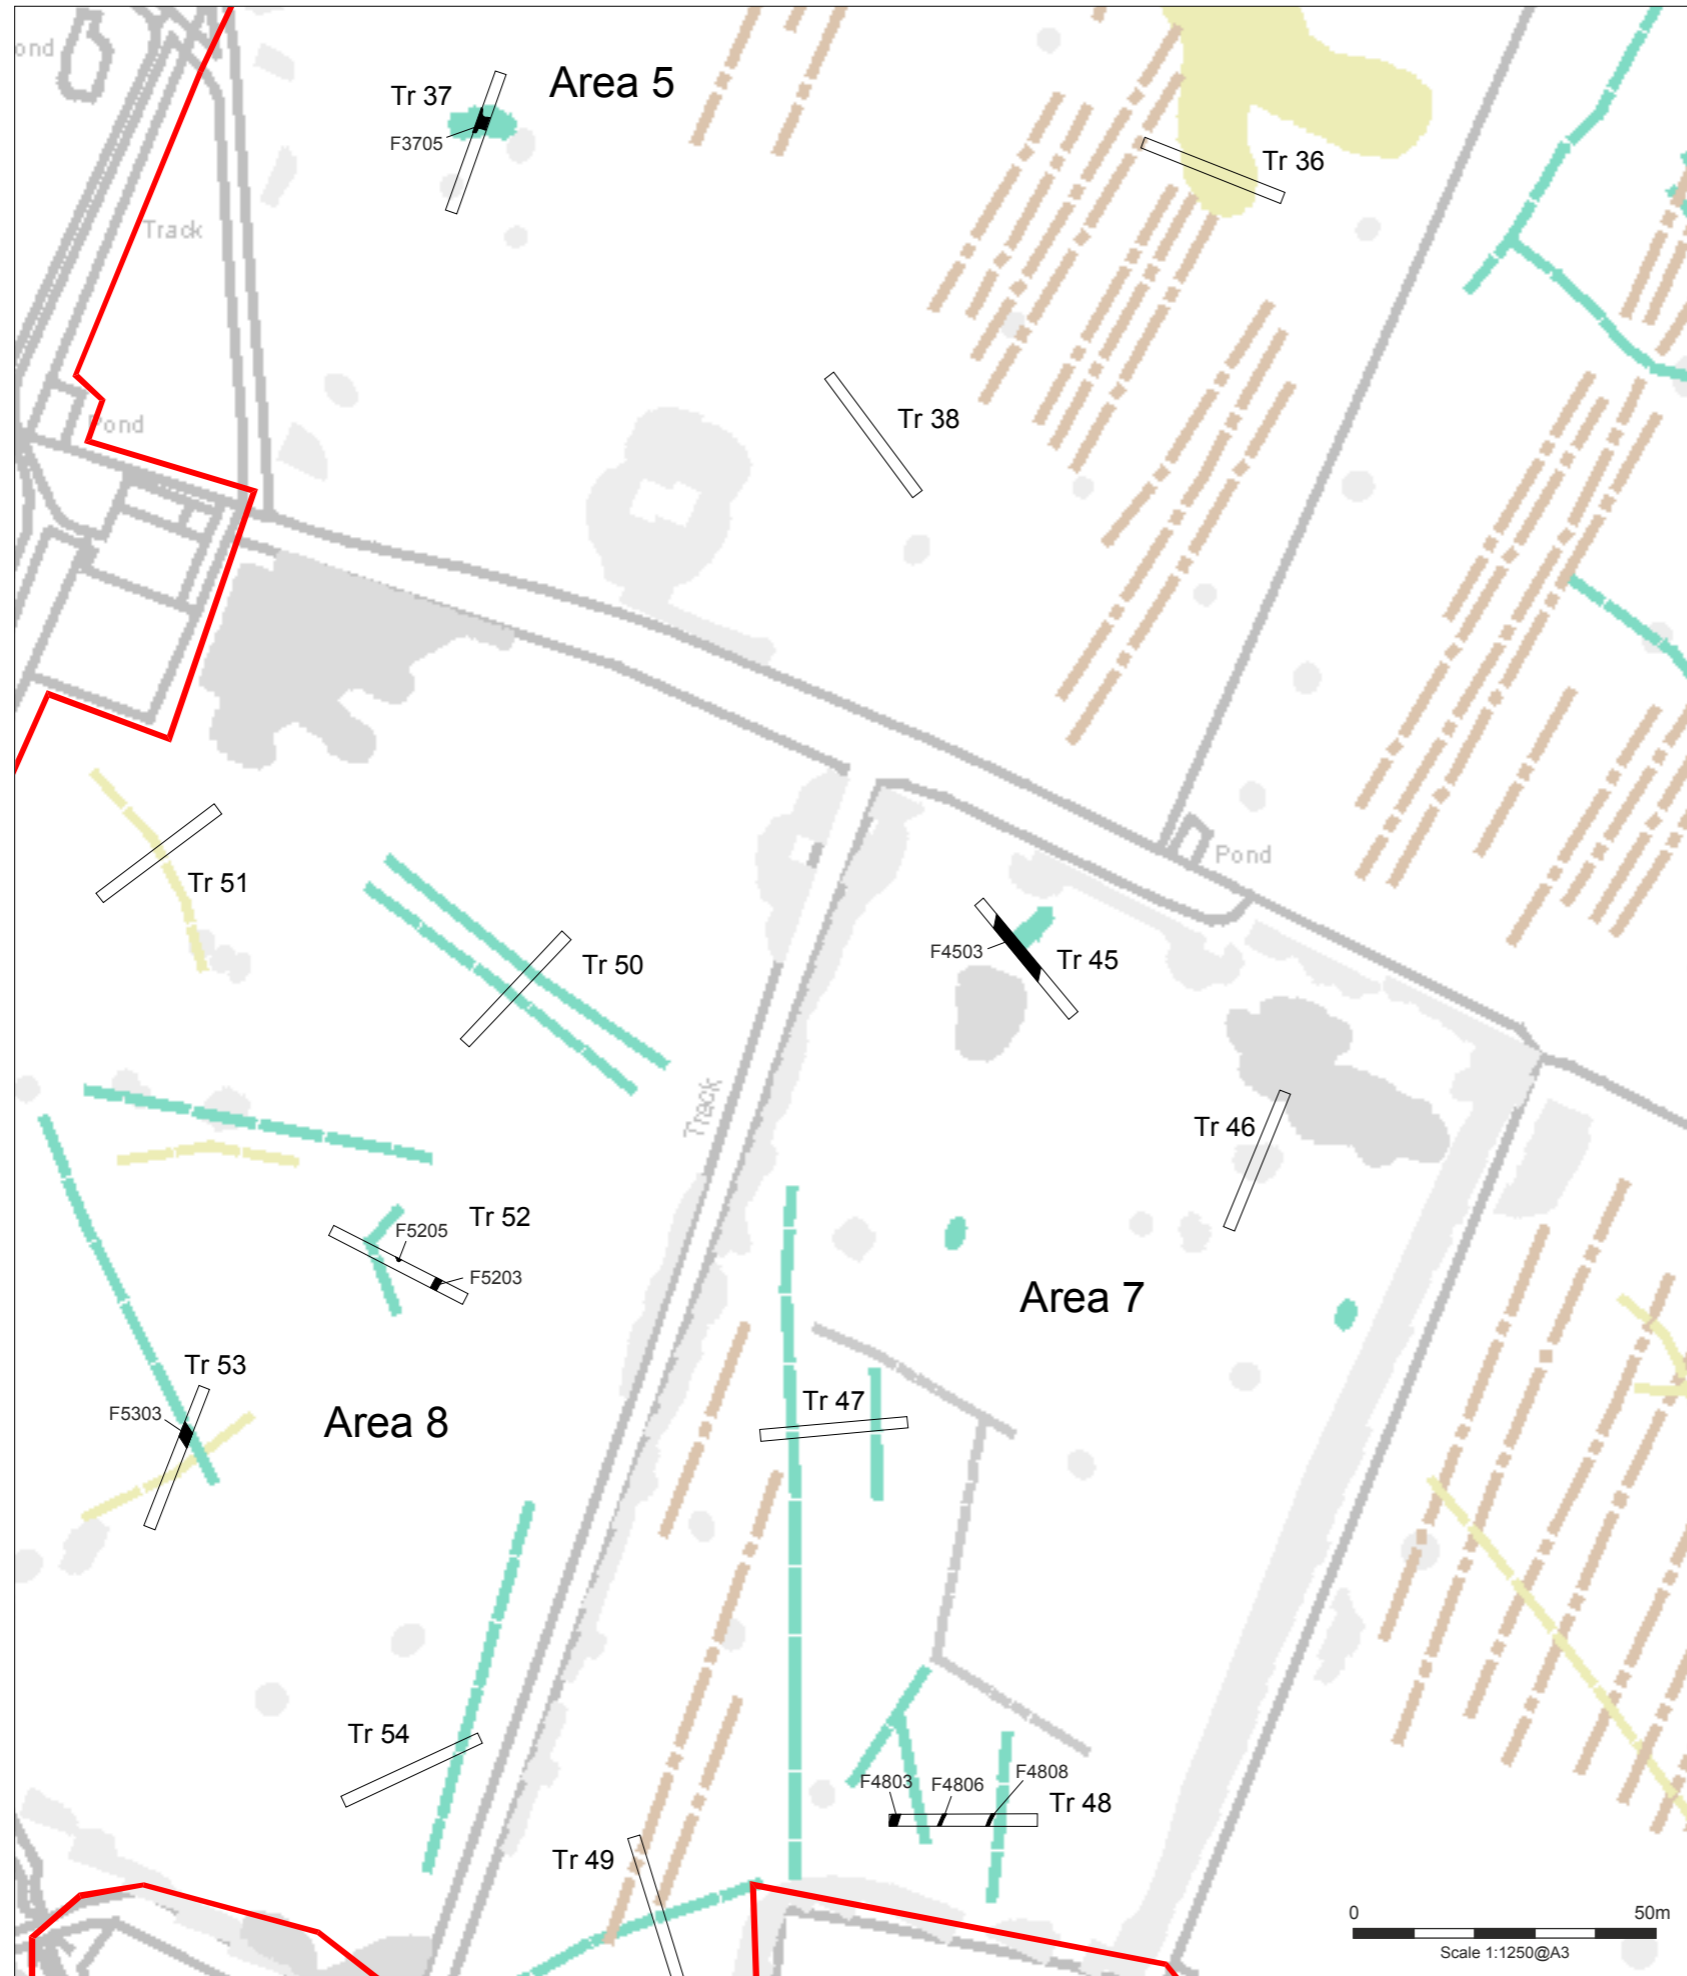 ond
Area 5
Tr 37
F3705
Tr 36
Track
Pond
Tr 38
Pond
Tr 51
Tr 50
F4503
Tr 45
Track
Tr 46
Tr 52
F5205
F5203
Area 7
Tr 53
F5303
Area 8
Tr 47
Tr 54
F4803
F4806
F4808
Tr 48
Tr 49
0
50m
Scale 1:1250@A3